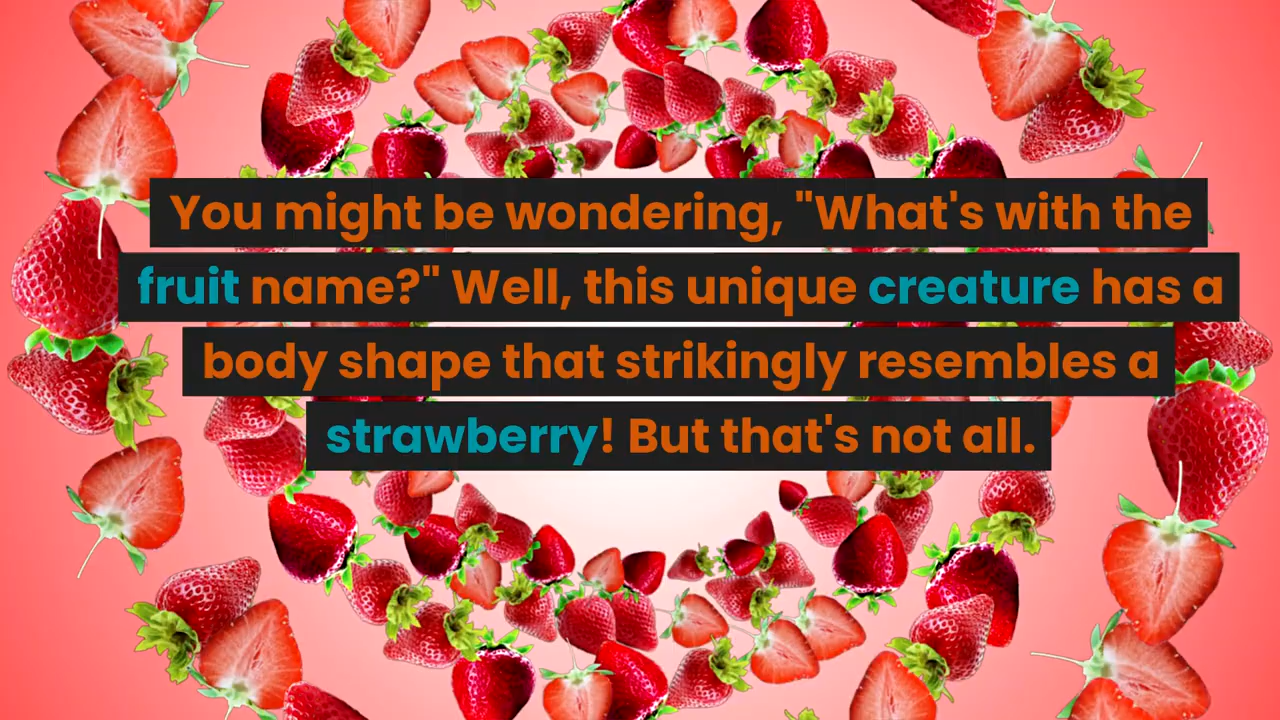 You might be wondering, "What's with the
fruit name?" Well, this unique creature has a
body shape that strikingly resembles a
strawberry! But that's not all.